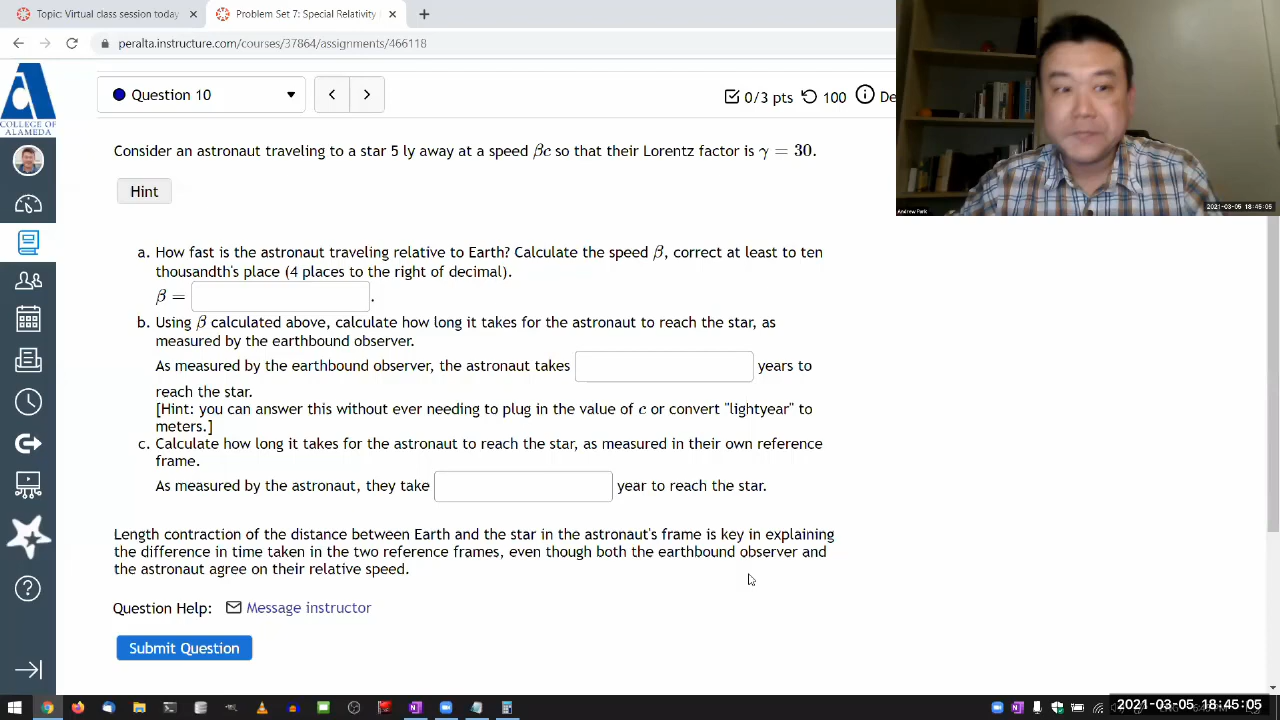 Topic: Virtual class session today
Problem Set 7: Special Relativity
peralta.instructure.com/courses/37864/assignments/466118
COLLEGE OF
ALAMEDA
Question 10
0/3 pts 100 De
Consider an astronaut traveling to a star 5 ly away at a speed βc so that their Lorentz factor is γ = 30.
Hint
a. How fast is the astronaut traveling relative to Earth? Calculate the speed β, correct at least to ten
thousandth's place (4 places to the right of decimal).
β = .
b. Using β calculated above, calculate how long it takes for the astronaut to reach the star, as
measured by the earthbound observer.
As measured by the earthbound observer, the astronaut takes years to
reach the star.
[Hint: you can answer this without ever needing to plug in the value of c or convert "lightyear" to
meters.]
c. Calculate how long it takes for the astronaut to reach the star, as measured in their own reference
frame.
As measured by the astronaut, they take year to reach the star.
Length contraction of the distance between Earth and the star in the astronaut's frame is key in explaining
the difference in time taken in the two reference frames, even though both the earthbound observer and
the astronaut agree on their relative speed.
Question Help: Message instructor
Submit Question
Andrew Park
2021-03-05 18:45:05
2021-03-05 18:45:05